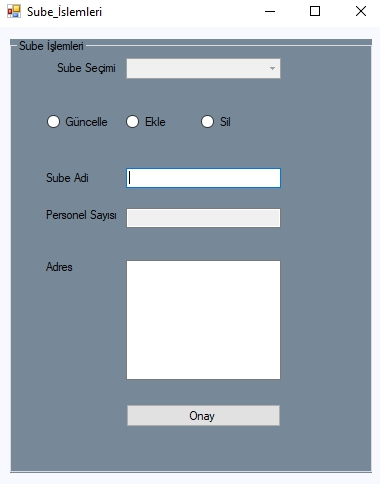 Sube_İslemleri
Sube İşlemleri
Sube Seçimi
Güncelle Ekle Sil
Sube Adi
Personel Sayısı
Adres
Onay